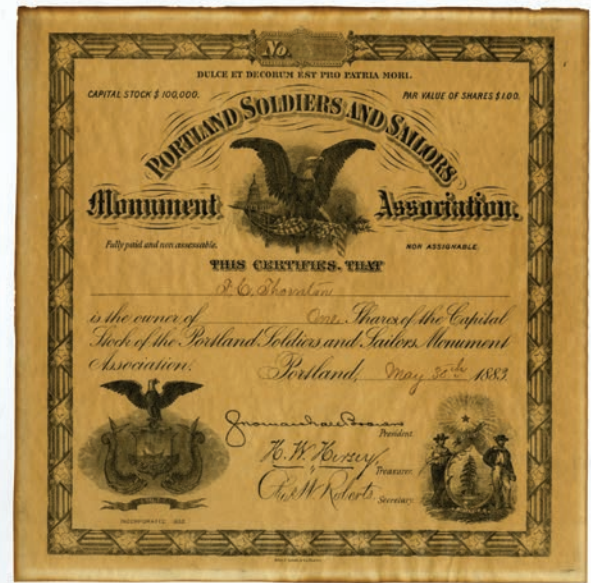 No.
DULCE ET DECORUM EST PRO PATRIA MORI.
CAPITAL STOCK $ 100,000.
PAR VALUE OF SHARES $1.00.
PORTLAND SOLDIERS AND SAILORS
Monument Association.
Fully paid and non assessable.
NON ASSIGNABLE.
THIS CERTIFIES, THAT
Thornton
is the owner of One Shares of the Capital
Stock of the Portland Soldiers and Sailors Monument
Association.
Portland, May 30th 1883.
President.
H. W. Hersey,
Treasurer.
Chas W Roberts.
Secretary.